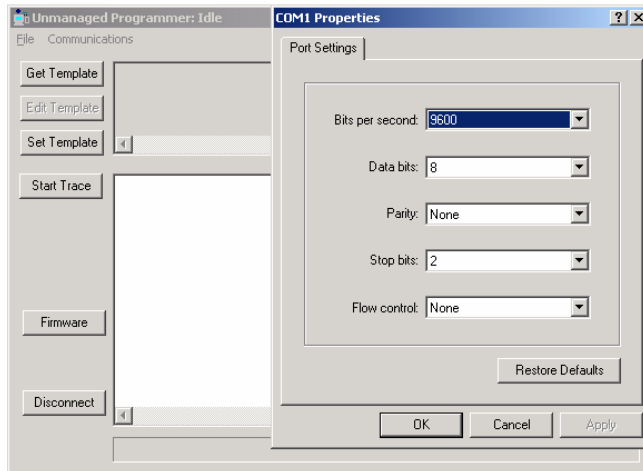 Unmanaged Programmer: Idle
File Communications
Get Template
Edit Template
Set Template
Start Trace
Firmware
Disconnect
COM1 Properties
Port Settings
Bits per second: 9600
Data bits: 8
Parity: None
Stop bits: 2
Flow control: None
Restore Defaults
OK Cancel Apply